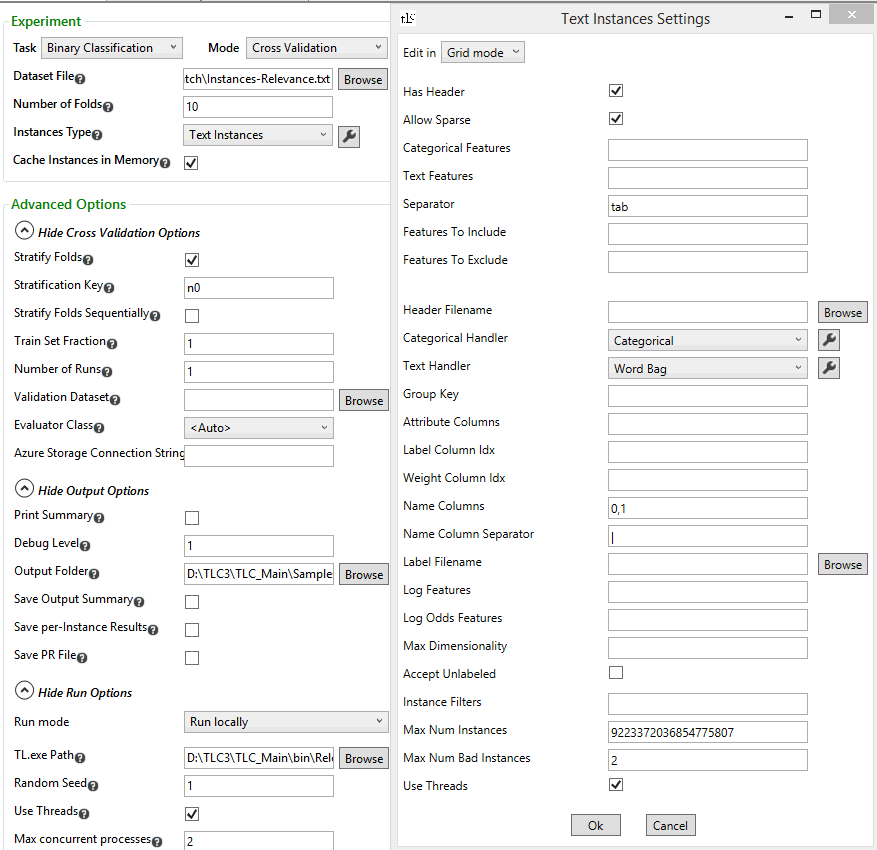 Experiment
Task Binary Classification Mode Cross Validation
Dataset File tch\Instances-Relevance.txt Browse
Number of Folds 10
Instances Type Text Instances
Cache Instances in Memory
Advanced Options
Hide Cross Validation Options
Stratify Folds
Stratification Key n0
Stratify Folds Sequentially
Train Set Fraction 1
Number of Runs 1
Validation Dataset Browse
Evaluator Class <Auto>
Azure Storage Connection String
Hide Output Options
Print Summary
Debug Level 1
Output Folder D:\TLC3\TLC_Main\Sample Browse
Save Output Summary
Save per-Instance Results
Save PR File
Hide Run Options
Run mode Run locally
TL.exe Path D:\TLC3\TLC_Main\bin\Rel Browse
Random Seed 1
Use Threads
Max concurrent processes 2
Text Instances Settings
Edit in Grid mode
Has Header
Allow Sparse
Categorical Features
Text Features
Separator tab
Features To Include
Features To Exclude
Header Filename Browse
Categorical Handler Categorical
Text Handler Word Bag
Group Key
Attribute Columns
Label Column Idx
Weight Column Idx
Name Columns 0,1
Name Column Separator |
Label Filename Browse
Log Features
Log Odds Features
Max Dimensionality
Accept Unlabeled
Instance Filters
Max Num Instances 9223372036854775807
Max Num Bad Instances 2
Use Threads
Ok Cancel